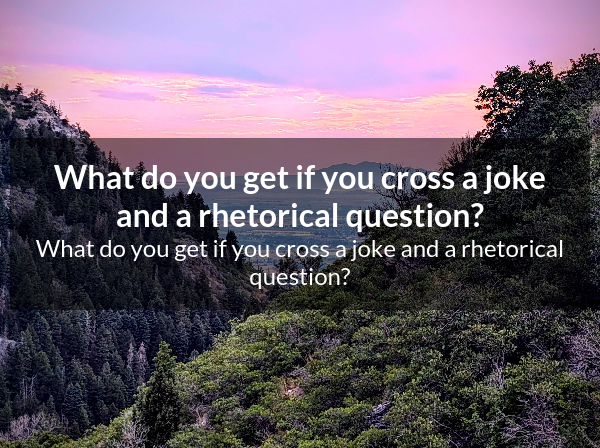 What do you get if you cross a joke
and a rhetorical question?
What do you get if you cross a joke and a rhetorical
question?